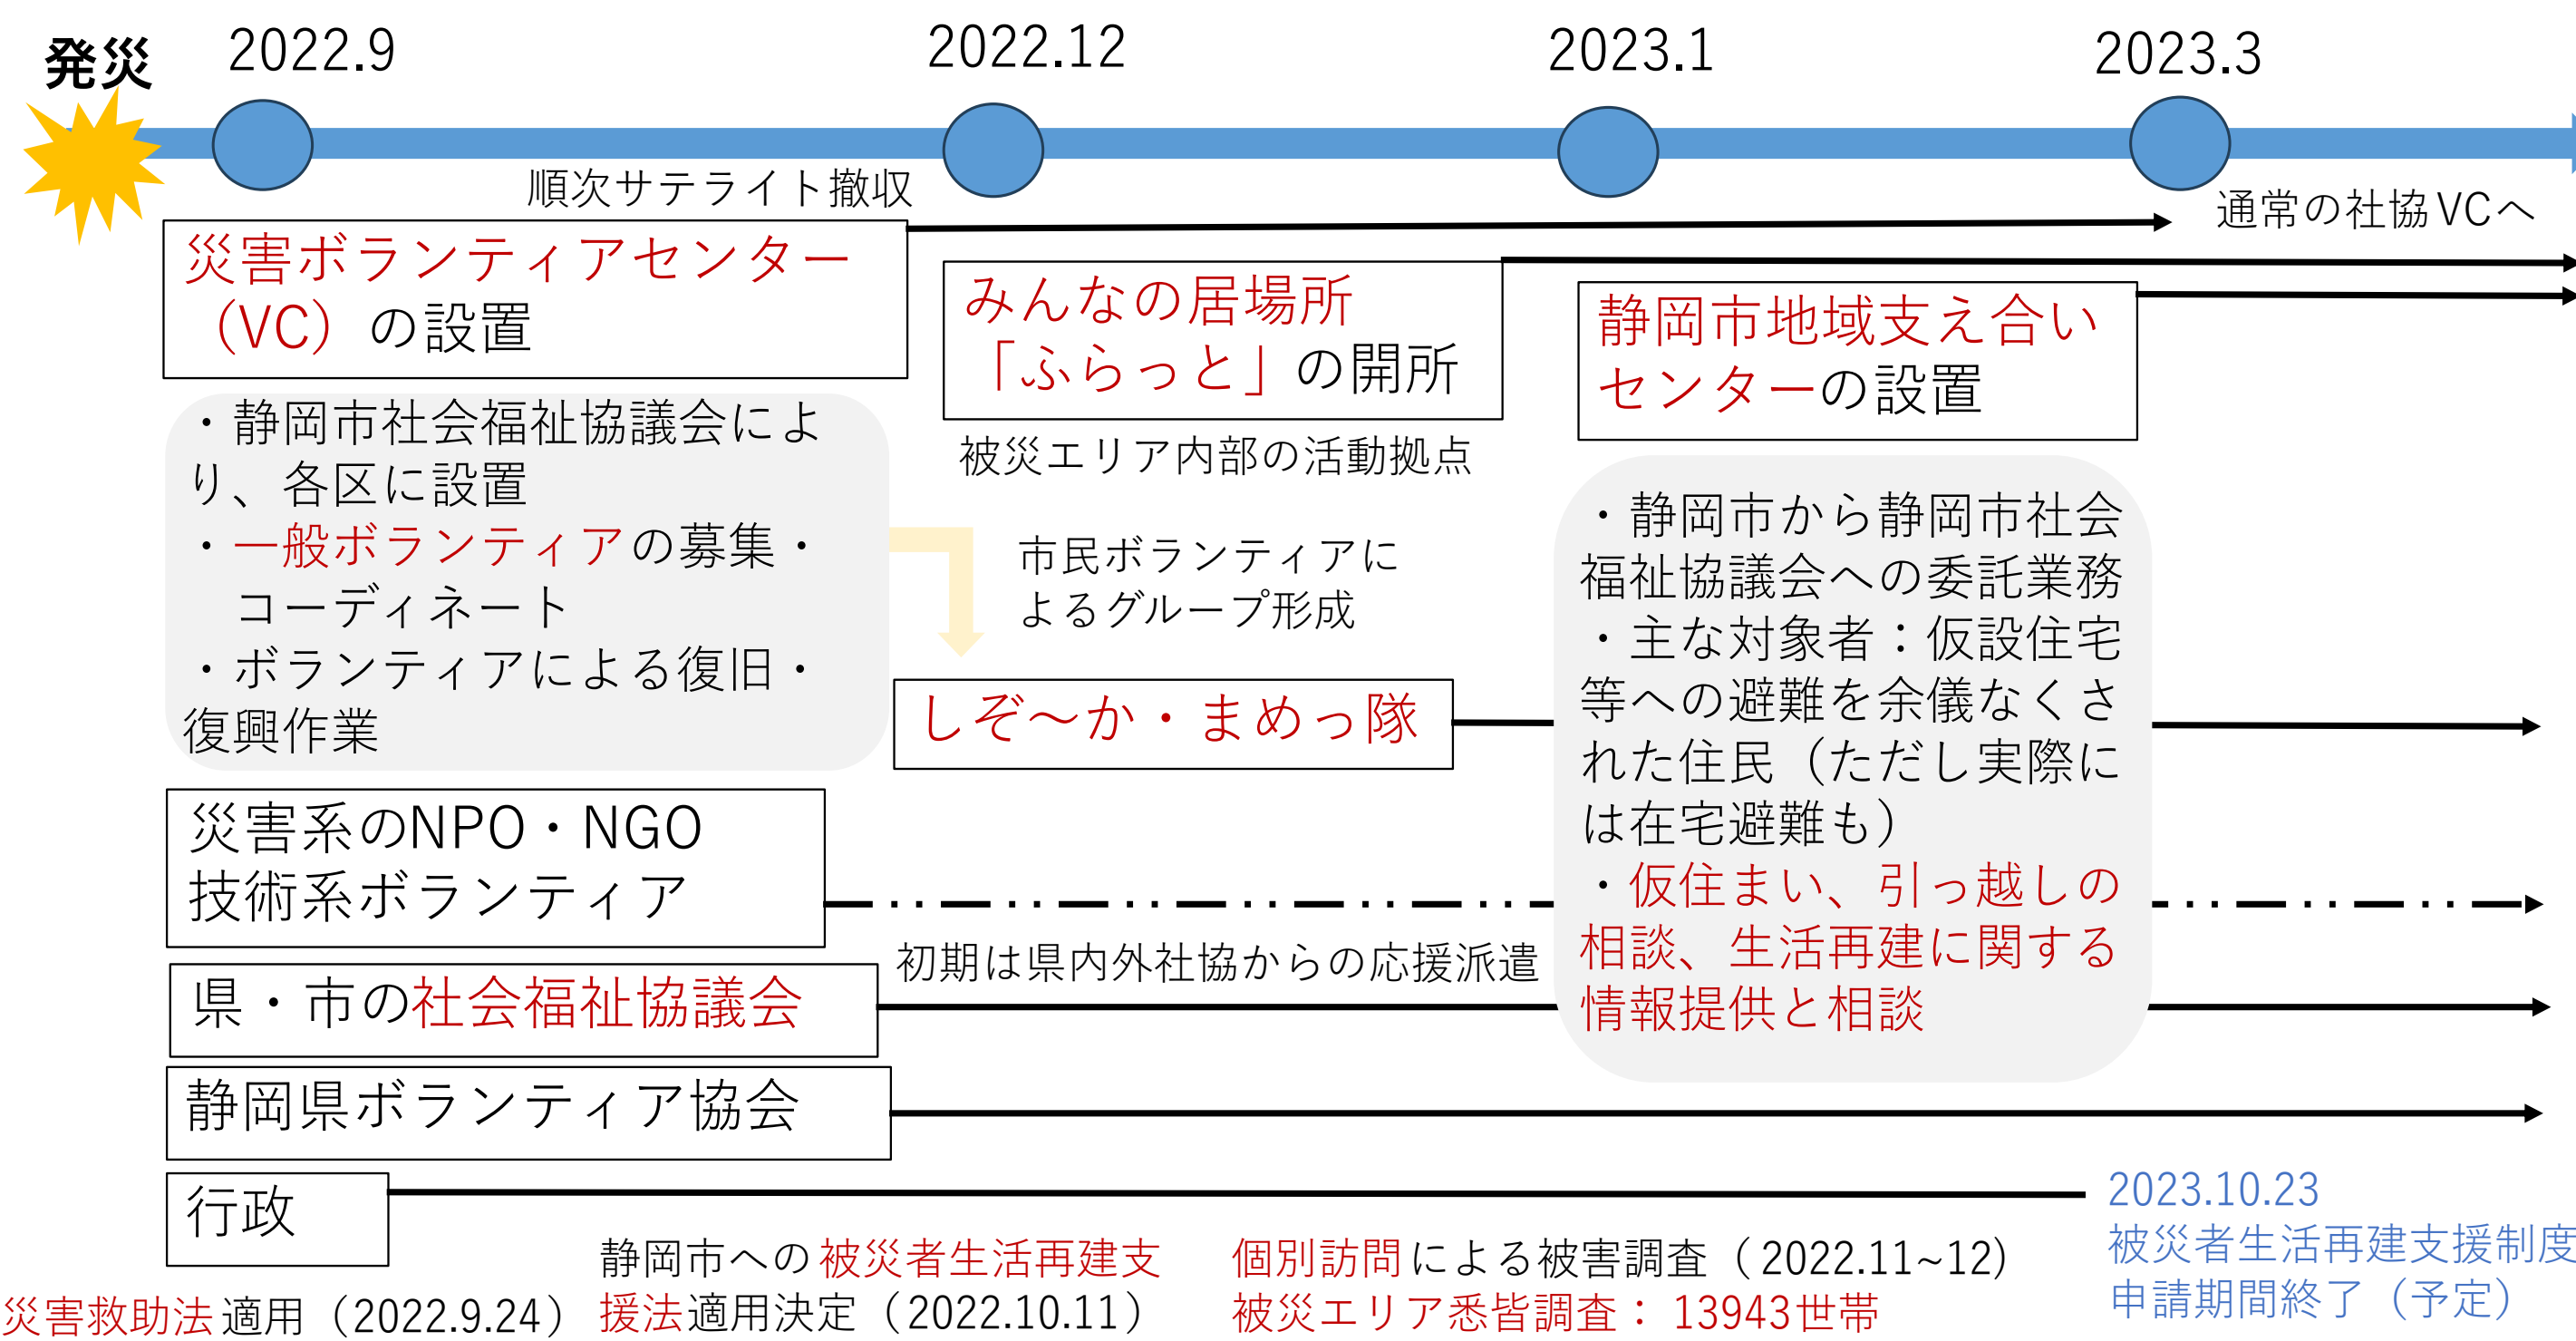 発災
2022.9
2022.12
2023.1
2023.3
順次サテライト撤収
通常の社協VCへ
災害ボランティアセンター
（VC）の設置
・静岡市社会福祉協議会によ
り、各区に設置
・一般ボランティアの募集・
コーディネート
・ボランティアによる復旧・
復興作業
みんなの居場所
「ふらっと」の開所
被災エリア内部の活動拠点
市民ボランティアに
よるグループ形成
しぞ～か・まめっ隊
静岡市地域支え合い
センターの設置
・静岡市から静岡市社会
福祉協議会への委託業務
・主な対象者：仮設住宅
等への避難を余儀なくさ
れた住民（ただし実際に
は在宅避難も）
・仮住まい、引っ越しの
相談、生活再建に関する
情報提供と相談
災害系のNPO・NGO
技術系ボランティア
初期は県内外社協からの応援派遣
県・市の社会福祉協議会
静岡県ボランティア協会
行政
災害救助法適用（2022.9.24）
静岡市への被災者生活再建支
援法適用決定（2022.10.11）
個別訪問による被害調査（2022.11~12)
被災エリア悉皆調査：13943世帯
2023.10.23
被災者生活再建支援制度
申請期間終了（予定）